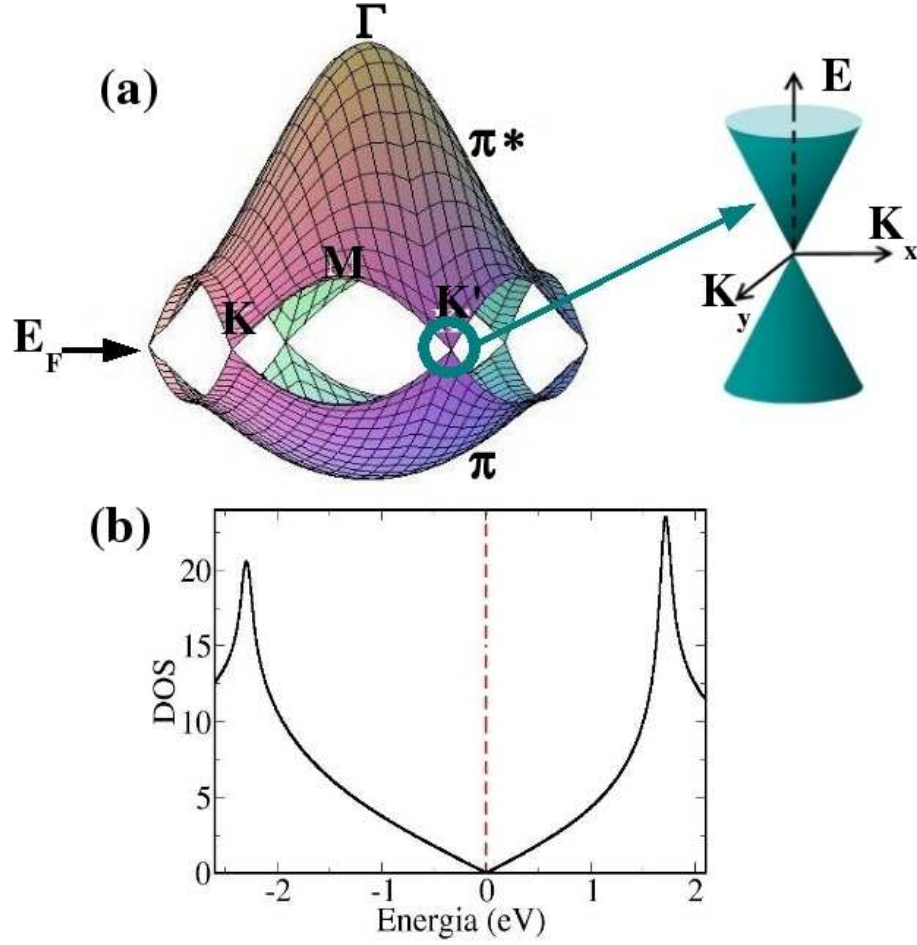 Γ
(a)
π*
E
K x
K y
M
K
K'
E F
π
(b)
DOS
20
15
10
5
0
-2 -1 0 1 2
Energia (eV)